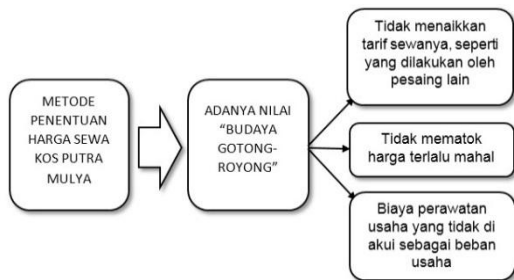 METODE
PENENTUAN
HARGA SEWA
KOS PUTRA
MULYA
ADANYA NILAI
“BUDAYA
GOTONG-
ROYONG”
Tidak menaikkan
tarif sewanya, seperti
yang dilakukan oleh
pesaing lain
Tidak mematok
harga terlalu mahal
Biaya perawatan
usaha yang tidak di
akui sebagai beban
usaha